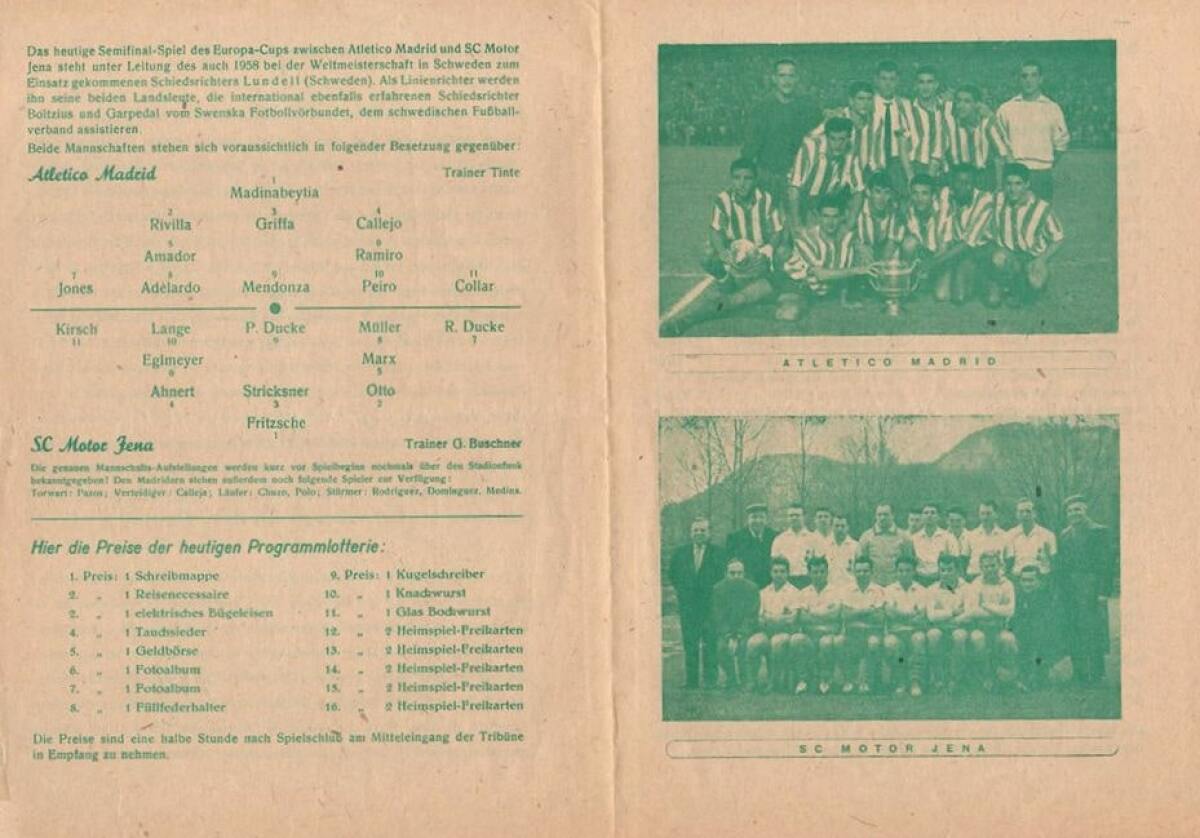 Das heutige Semifinal-Spiel des Europa-Cups zwischen Atletico Madrid und SC Motor
Jena steht unter Leitung des auch 1958 bei der Weltmeisterschaft in Schweden zum
Einsatz gekommenen Schiedsrichters Lundell (Schweden). Als Linienrichter werden
ihn seine beiden Landsleute, die international ebenfalls erfahrenen Schiedsrichter
Boltzius und Garpedal vom Swenska Fotbollvörbundet, dem schwedischen Fußball-
verband assistieren.
Beide Mannschaften stehen sich voraussichtlich in folgender Besetzung gegenüber:
Atletico Madrid Trainer Tinte
1
Madinabeytia
2 3 4
Rivilla Griffa Callejo
5 6
Amador Ramiro
7 8 9 10 11
Jones Adélardo Mendonza Peiro Collar
Kirsch Lange P. Ducke Müller R. Ducke
11 10 9 8 7
Eglmeyer Marx
6 5
Ahnert Stricksner Otto
4 3 2
Fritzsche
1
SC Motor Jena Trainer G. Buschner
Die genauen Mannschafts-Aufstellungen werden kurz vor Spielbeginn nochmals über den Stadionfunk
bekanntgegeben! Den Madridern stehen außerdem noch folgende Spieler zur Verfügung:
Torwart: Pazos; Verteidiger: Calleja; Läufer: Chuzo, Polo; Stürmer: Rodriguez, Dominguez, Medina.
Hier die Preise der heutigen Programmlotterie:
1. Preis: 1 Schreibmappe 9. Preis: 1 Kugelschreiber
2. „ 1 Reisenecessaire 10. „ 1 Knackwurst
2. „ 1 elektrisches Bügeleisen 11. „ 1 Glas Bockwurst
4. „ 1 Tauchsieder 12. „ 2 Heimspiel-Freikarten
5. „ 1 Geldbörse 13. „ 2 Heimspiel-Freikarten
6. „ 1 Fotoalbum 14. „ 2 Heimspiel-Freikarten
7. „ 1 Fotoalbum 15. „ 2 Heimspiel-Freikarten
8. „ 1 Füllfederhalter 16. „ 2 Heimspiel-Freikarten
Die Preise sind eine halbe Stunde nach Spielschluß am Mitteleingang der Tribüne
in Empfang zu nehmen.
ATLETICO MADRID
SC MOTOR JENA